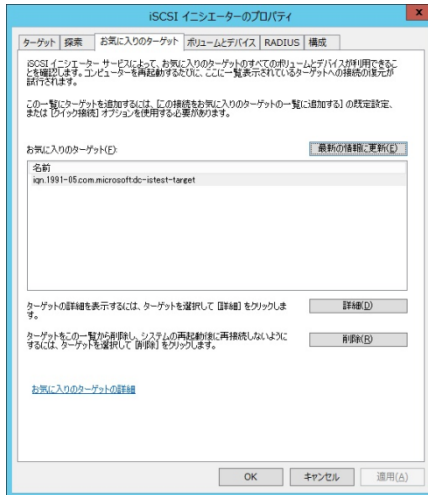 iSCSI イニシエーターのプロパティ
x
ターゲット 探索 お気に入りのターゲット ボリュームとデバイス RADIUS 構成
iSCSI イニシエーター サービスによって、お気に入りのターゲットのすべてのボリュームとデバイスが利用できるこ
とを確認します。コンピューターを再起動するたびに、ここに一覧表示されているターゲットへの接続の復元が
試行されます。
この一覧にターゲットを追加するには、[この接続をお気に入りのターゲットの一覧に追加する] の既定設定、
または [クイック接続] オプションを使用する必要があります。
お気に入りのターゲット(F):
最新の情報に更新(E)
名前
iqn.1991-05.com.microsoft:dc-istest-target
ターゲットの詳細を表示するには、ターゲットを選択して [詳細] をクリックしま
す。
詳細(D)
ターゲットをこの一覧から削除し、システムの再起動後に再接続しないように
するには、ターゲットを選択して [削除] をクリックします。
削除(R)
お気に入りのターゲットの詳細
OK キャンセル 適用(A)